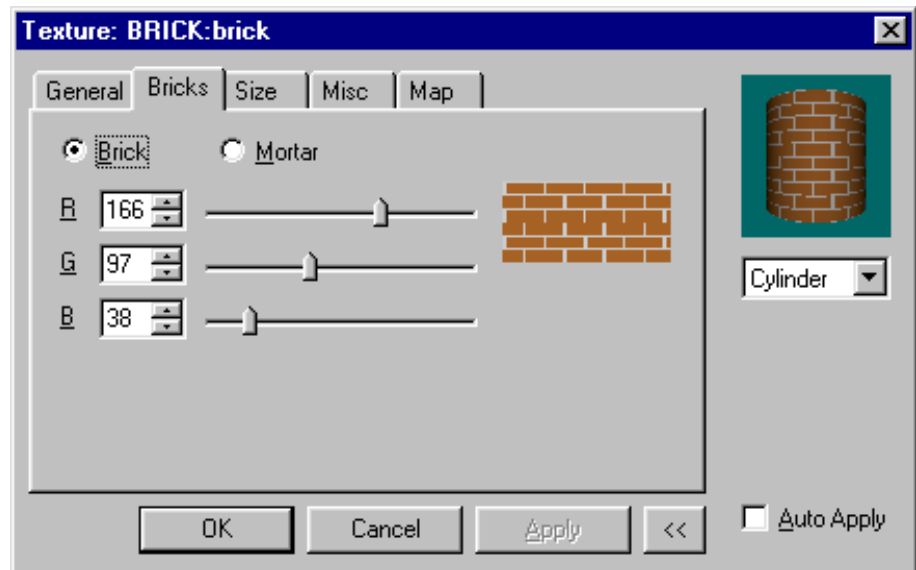 Texture: BRICK:brick
General Bricks Size Misc Map
Brick Mortar
R 166
G 97
Cylinder
B 38
OK Cancel Apply << Auto Apply